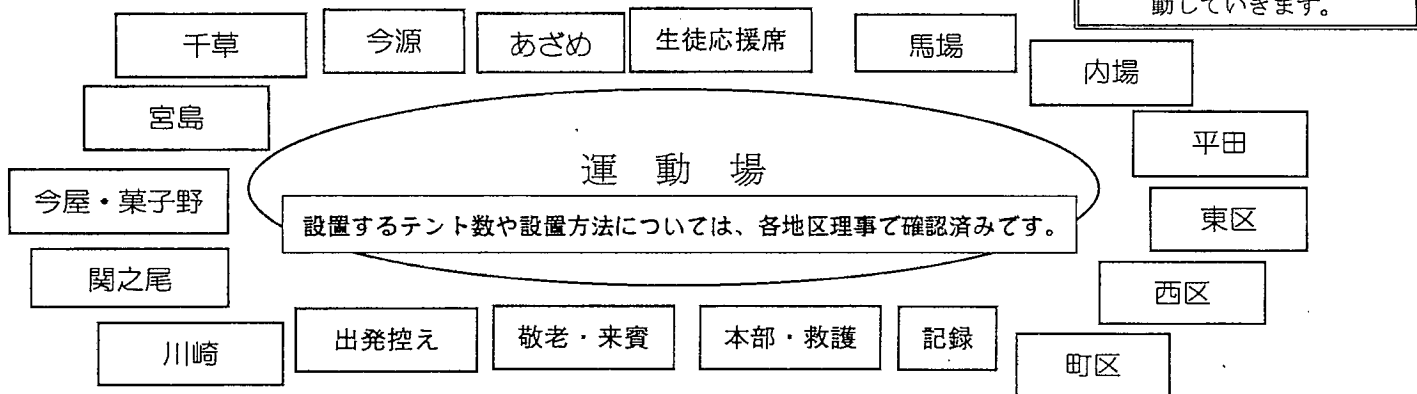 動していきます。
千草
今源
あざめ
生徒応援席
馬場
内場
宮島
平田
運動場
今屋・菓子野
設置するテント数や設置方法については、各地区理事で確認済みです。
東区
関之尾
西区
川崎
出発控え
敬老・来賓
本部・救護
記録
町区